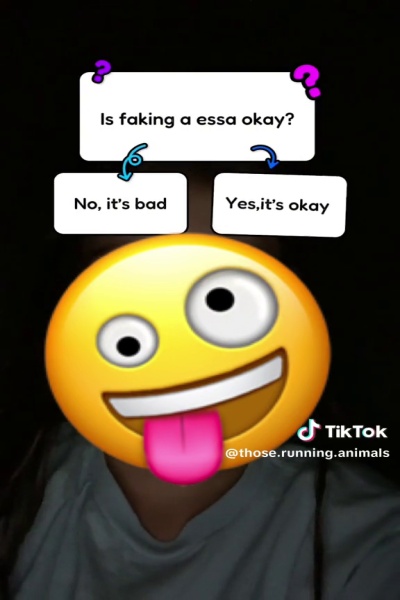 Is faking a essa okay?
No, it's bad
Yes,it's okay
TikTok
@those.running.animals